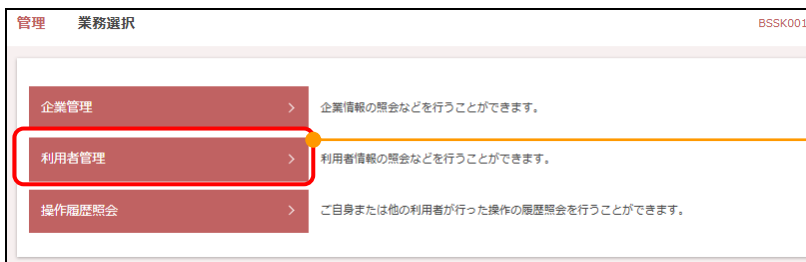 管理 業務選択 BSSK001
企業管理 企業情報の照会などを行うことができます。
利用者管理 利用者情報の照会などを行うことができます。
操作履歴照会 ご自身または他の利用者が行った操作の履歴照会を行うことができます。